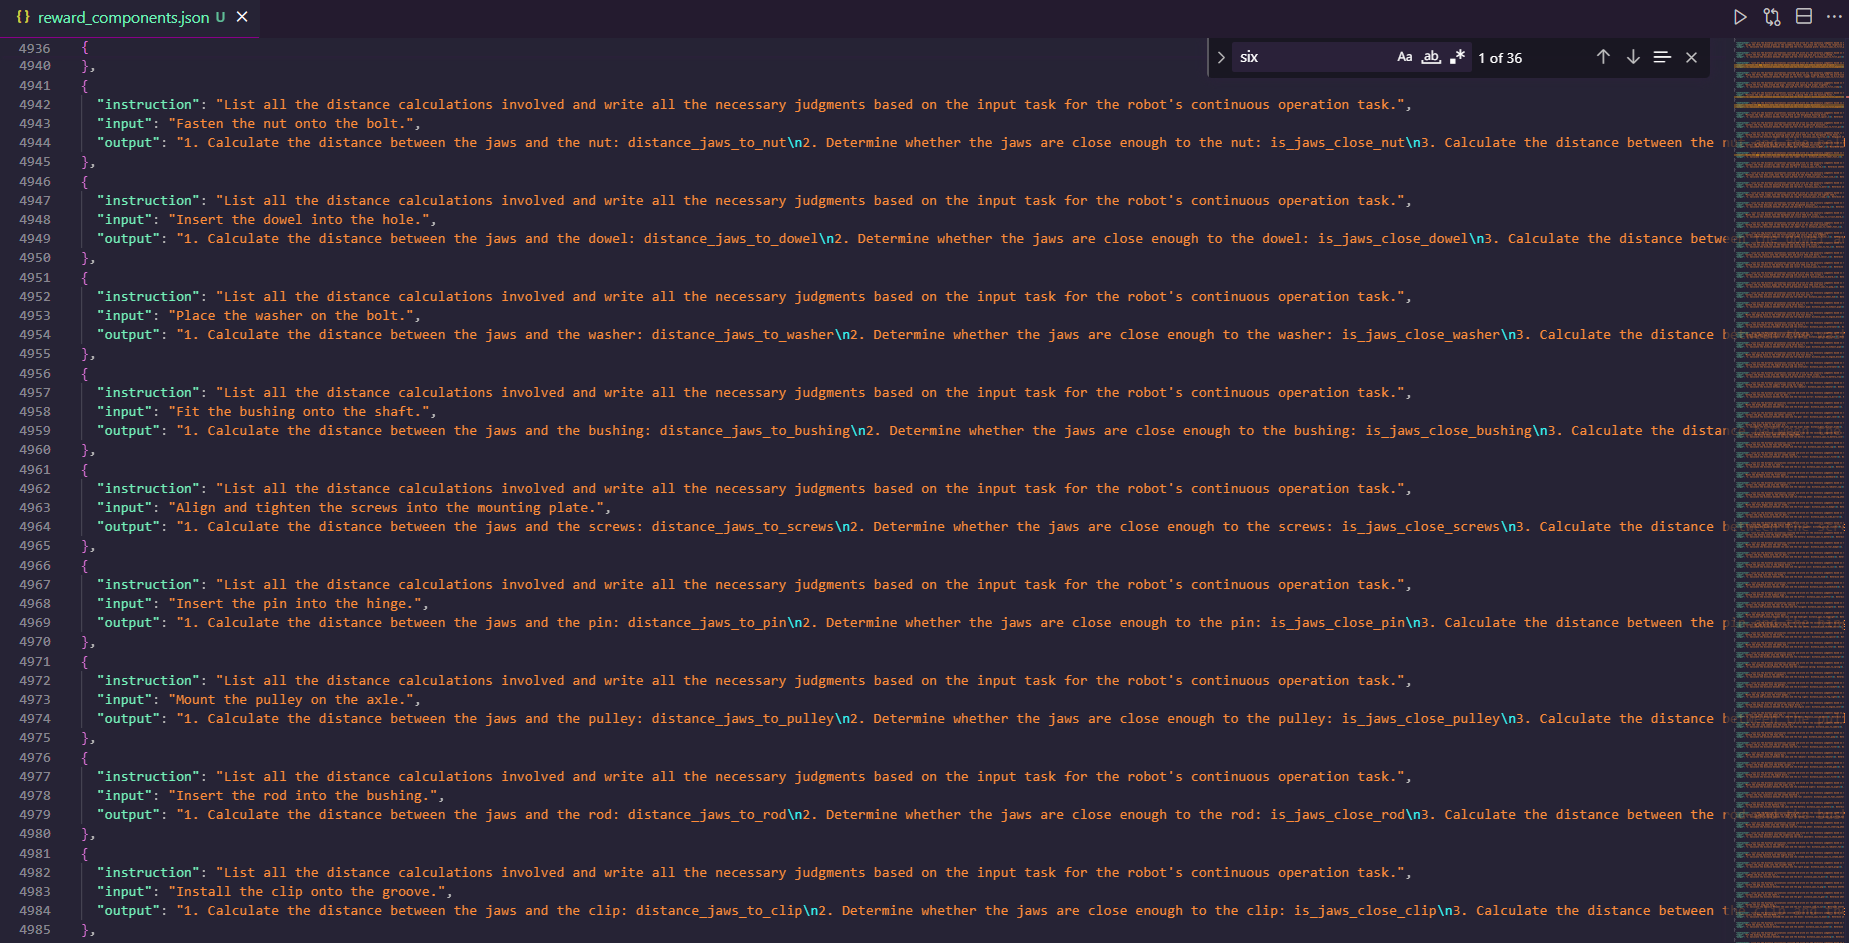 {} reward_components.json U ×
six Aa ab .* 1 of 36
4936 {
4940 },
4941 {
4942 "instruction": "List all the distance calculations involved and write all the necessary judgments based on the input task for the robot's continuous operation task.",
4943 "input": "Fasten the nut onto the bolt.",
4944 "output": "1. Calculate the distance between the jaws and the nut: distance_jaws_to_nut\n2. Determine whether the jaws are close enough to the nut: is_jaws_close_nut\n3. Calculate the distance between the
4945 },
4946 {
4947 "instruction": "List all the distance calculations involved and write all the necessary judgments based on the input task for the robot's continuous operation task.",
4948 "input": "Insert the dowel into the hole.",
4949 "output": "1. Calculate the distance between the jaws and the dowel: distance_jaws_to_dowel\n2. Determine whether the jaws are close enough to the dowel: is_jaws_close_dowel\n3. Calculate the distance betwe
4950 },
4951 {
4952 "instruction": "List all the distance calculations involved and write all the necessary judgments based on the input task for the robot's continuous operation task.",
4953 "input": "Place the washer on the bolt.",
4954 "output": "1. Calculate the distance between the jaws and the washer: distance_jaws_to_washer\n2. Determine whether the jaws are close enough to the washer: is_jaws_close_washer\n3. Calculate the distance
4955 },
4956 {
4957 "instruction": "List all the distance calculations involved and write all the necessary judgments based on the input task for the robot's continuous operation task.",
4958 "input": "Fit the bushing onto the shaft.",
4959 "output": "1. Calculate the distance between the jaws and the bushing: distance_jaws_to_bushing\n2. Determine whether the jaws are close enough to the bushing: is_jaws_close_bushing\n3. Calculate the distan
4960 },
4961 {
4962 "instruction": "List all the distance calculations involved and write all the necessary judgments based on the input task for the robot's continuous operation task.",
4963 "input": "Align and tighten the screws into the mounting plate.",
4964 "output": "1. Calculate the distance between the jaws and the screws: distance_jaws_to_screws\n2. Determine whether the jaws are close enough to the screws: is_jaws_close_screws\n3. Calculate the distance
4965 },
4966 {
4967 "instruction": "List all the distance calculations involved and write all the necessary judgments based on the input task for the robot's continuous operation task.",
4968 "input": "Insert the pin into the hinge.",
4969 "output": "1. Calculate the distance between the jaws and the pin: distance_jaws_to_pin\n2. Determine whether the jaws are close enough to the pin: is_jaws_close_pin\n3. Calculate the distance between the
4970 },
4971 {
4972 "instruction": "List all the distance calculations involved and write all the necessary judgments based on the input task for the robot's continuous operation task.",
4973 "input": "Mount the pulley on the axle.",
4974 "output": "1. Calculate the distance between the jaws and the pulley: distance_jaws_to_pulley\n2. Determine whether the jaws are close enough to the pulley: is_jaws_close_pulley\n3. Calculate the distance
4975 },
4976 {
4977 "instruction": "List all the distance calculations involved and write all the necessary judgments based on the input task for the robot's continuous operation task.",
4978 "input": "Insert the rod into the bushing.",
4979 "output": "1. Calculate the distance between the jaws and the rod: distance_jaws_to_rod\n2. Determine whether the jaws are close enough to the rod: is_jaws_close_rod\n3. Calculate the distance between the
4980 },
4981 {
4982 "instruction": "List all the distance calculations involved and write all the necessary judgments based on the input task for the robot's continuous operation task.",
4983 "input": "Install the clip onto the groove.",
4984 "output": "1. Calculate the distance between the jaws and the clip: distance_jaws_to_clip\n2. Determine whether the jaws are close enough to the clip: is_jaws_close_clip\n3. Calculate the distance between
4985 },